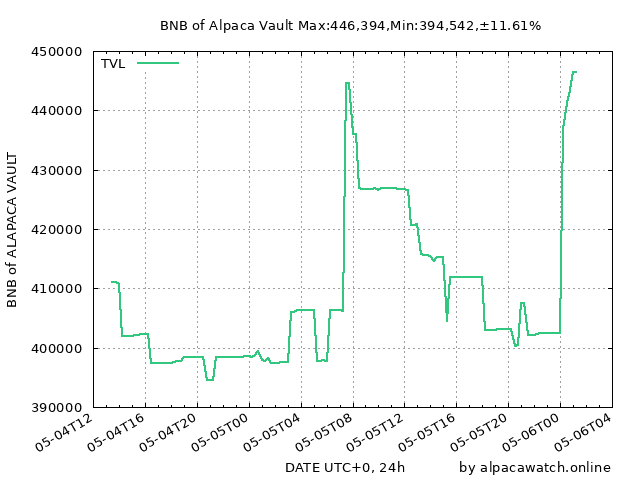 BNB of Alpaca Vault Max:446,394,Min:394,542,±11.61%
450000
TVL
440000
430000
420000
410000
400000
390000
BNB of ALAPACA VAULT
05-04T12
05-04T16
05-04T20
05-05T00
05-05T04
05-05T08
05-05T12
05-05T16
05-05T20
05-06T00
05-06T04
DATE UTC+0, 24h
by alpacawatch.online